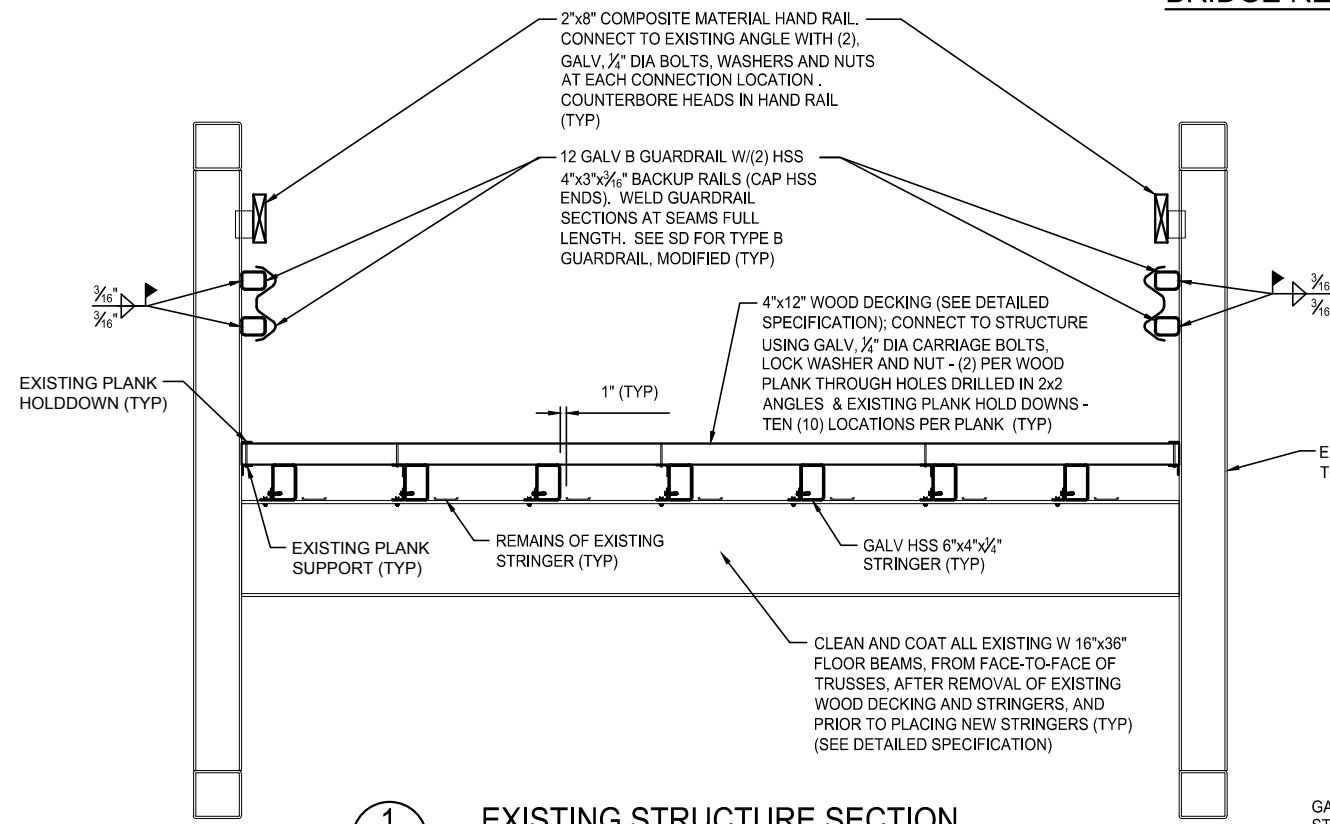 BRIDGE RE
2"x8" COMPOSITE MATERIAL HAND RAIL.
CONNECT TO EXISTING ANGLE WITH (2),
GALV, 1/4" DIA BOLTS, WASHERS AND NUTS
AT EACH CONNECTION LOCATION .
COUNTERBORE HEADS IN HAND RAIL
(TYP)
12 GALV B GUARDRAIL W/(2) HSS
4"x3"x3/16" BACKUP RAILS (CAP HSS
ENDS). WELD GUARDRAIL
SECTIONS AT SEAMS FULL
LENGTH. SEE SD FOR TYPE B
GUARDRAIL, MODIFIED (TYP)
3/16"
3/16"
3/16
3/16
4"x12" WOOD DECKING (SEE DETAILED
SPECIFICATION); CONNECT TO STRUCTURE
USING GALV, 1/4" DIA CARRIAGE BOLTS,
LOCK WASHER AND NUT - (2) PER WOOD
PLANK THROUGH HOLES DRILLED IN 2x2
ANGLES & EXISTING PLANK HOLD DOWNS -
TEN (10) LOCATIONS PER PLANK (TYP)
EXISTING PLANK
HOLDDOWN (TYP)
1" (TYP)
T
EXISTING PLANK
SUPPORT (TYP)
REMAINS OF EXISTING
STRINGER (TYP)
GALV HSS 6"x4"x1/4"
STRINGER (TYP)
CLEAN AND COAT ALL EXISTING W 16"x36"
FLOOR BEAMS, FROM FACE-TO-FACE OF
TRUSSES, AFTER REMOVAL OF EXISTING
WOOD DECKING AND STRINGERS, AND
PRIOR TO PLACING NEW STRINGERS (TYP)
(SEE DETAILED SPECIFICATION)
1
EXISTING STRUCTURE SECTION
GA